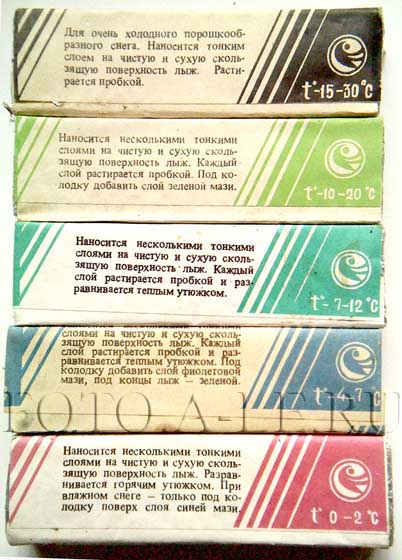 Для очень холодного порошкооб-
разного снега. Наносится тонким
слоем на чистую и сухую сколь-
зящую поверхность лыж. Расти-
рается пробкой.
t°-15-30°C
Наносится несколькими тонкими
слоями на чистую и сухую сколь-
зящую поверхность лыж. Каждый
слой растирается пробкой. Под ко-
лодку добавить слой зеленой мази.
t°-10-20°C
Наносится несколькими тонкими
слоями на чистую и сухую сколь-
зящую поверхность лыж. Каждый
слой растирается пробкой и раз-
равнивается теплым утюжком.
t°-7-12°C
слоями на чистую и сухую сколь-
зящую поверхность лыж. Каждый
слой растирается пробкой и раз-
равнивается теплым утюжком. Под
колодку добавить слой фиолетовой
мази, под концы лыж — зеленой.
t°-4-7°C
FOTO A-I.E.RU
Наносится несколькими тонкими
слоями на чистую и сухую сколь-
зящую поверхность лыж. Разрав-
нивается горячим утюжком. При
влажном снеге — только под ко-
лодку поверх слоя синей мази.
t° 0-2°C